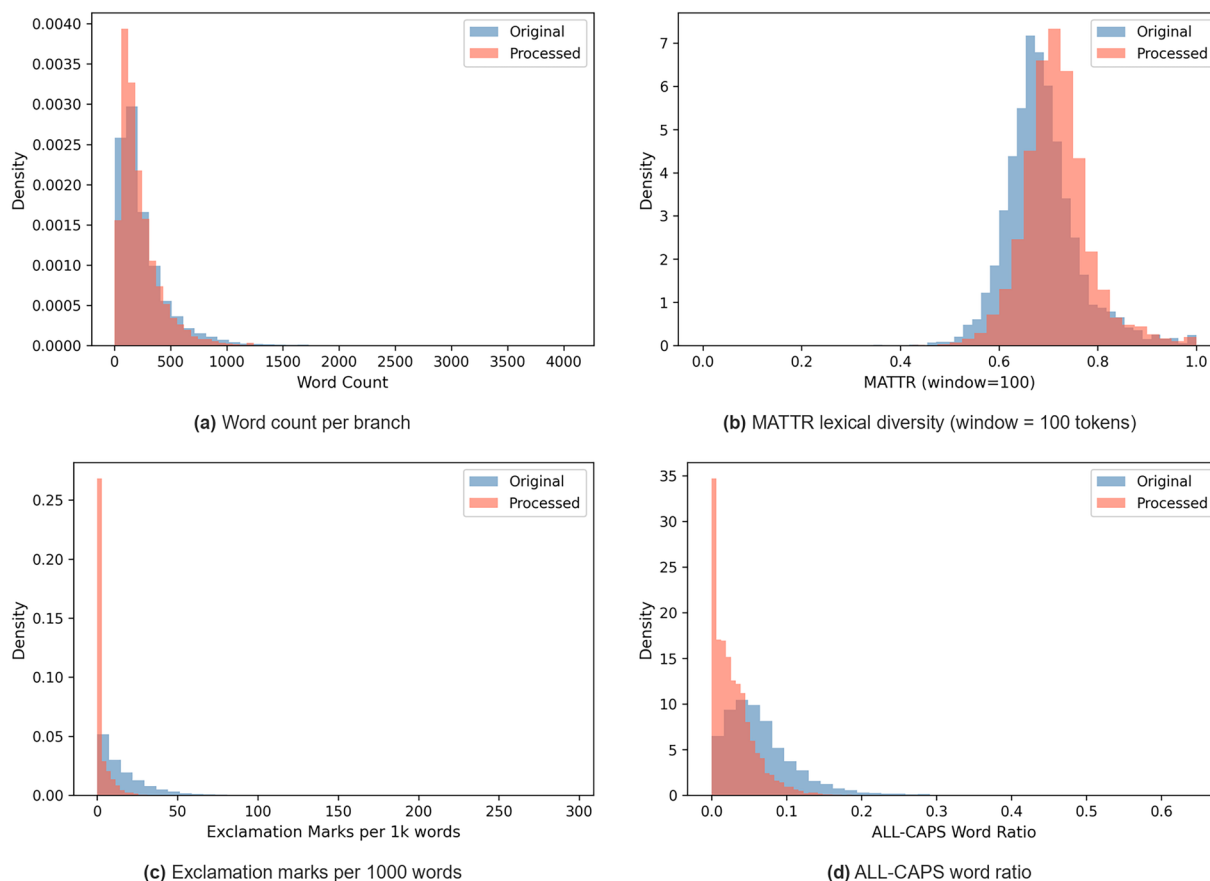 0.0040
0.0035
0.0030
0.0025
0.0020
0.0015
0.0010
0.0005
0.0000
Density
0 500 1000 1500 2000 2500 3000 3500 4000
Word Count
Original
Processed
(a) Word count per branch
7
6
5
4
3
2
1
0
Density
0.0 0.2 0.4 0.6 0.8 1.0
MATTR (window=100)
Original
Processed
(b) MATTR lexical diversity (window = 100 tokens)
0.25
0.20
0.15
0.10
0.05
0.00
Density
0 50 100 150 200 250 300
Exclamation Marks per 1k words
Original
Processed
(c) Exclamation marks per 1000 words
35
30
25
20
15
10
5
0
Density
0.0 0.1 0.2 0.3 0.4 0.5 0.6
ALL-CAPS Word Ratio
Original
Processed
(d) ALL-CAPS word ratio